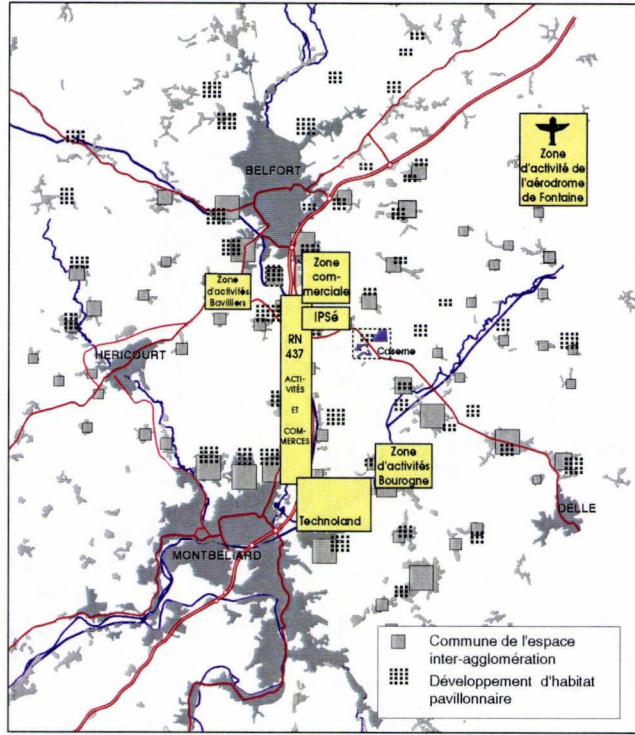 BELFORT
Zone
d'activité de
l'aérodrome
de Fontaine
Zone
com-
merciale
Zone
d'activités
Bavilliers
IPSé
RN
437
ACTI-
VITÉS
ET
COM-
MERCES
Caserne
HERICOURT
Zone
d'activités
Bourogne
DELLE
Technoland
MONTBELIARD
Commune de l'espace
inter-agglomération
Développement d'habitat
pavillonnaire